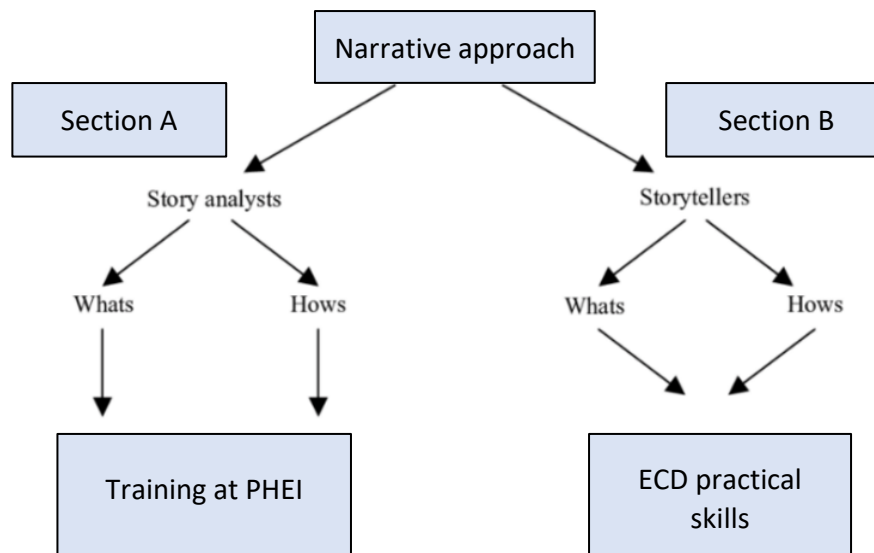 Narrative approach
Section A
Section B
Story analysts
Storytellers
Whats
Hows
Whats
Hows
Training at PHEI
ECD practical
skills